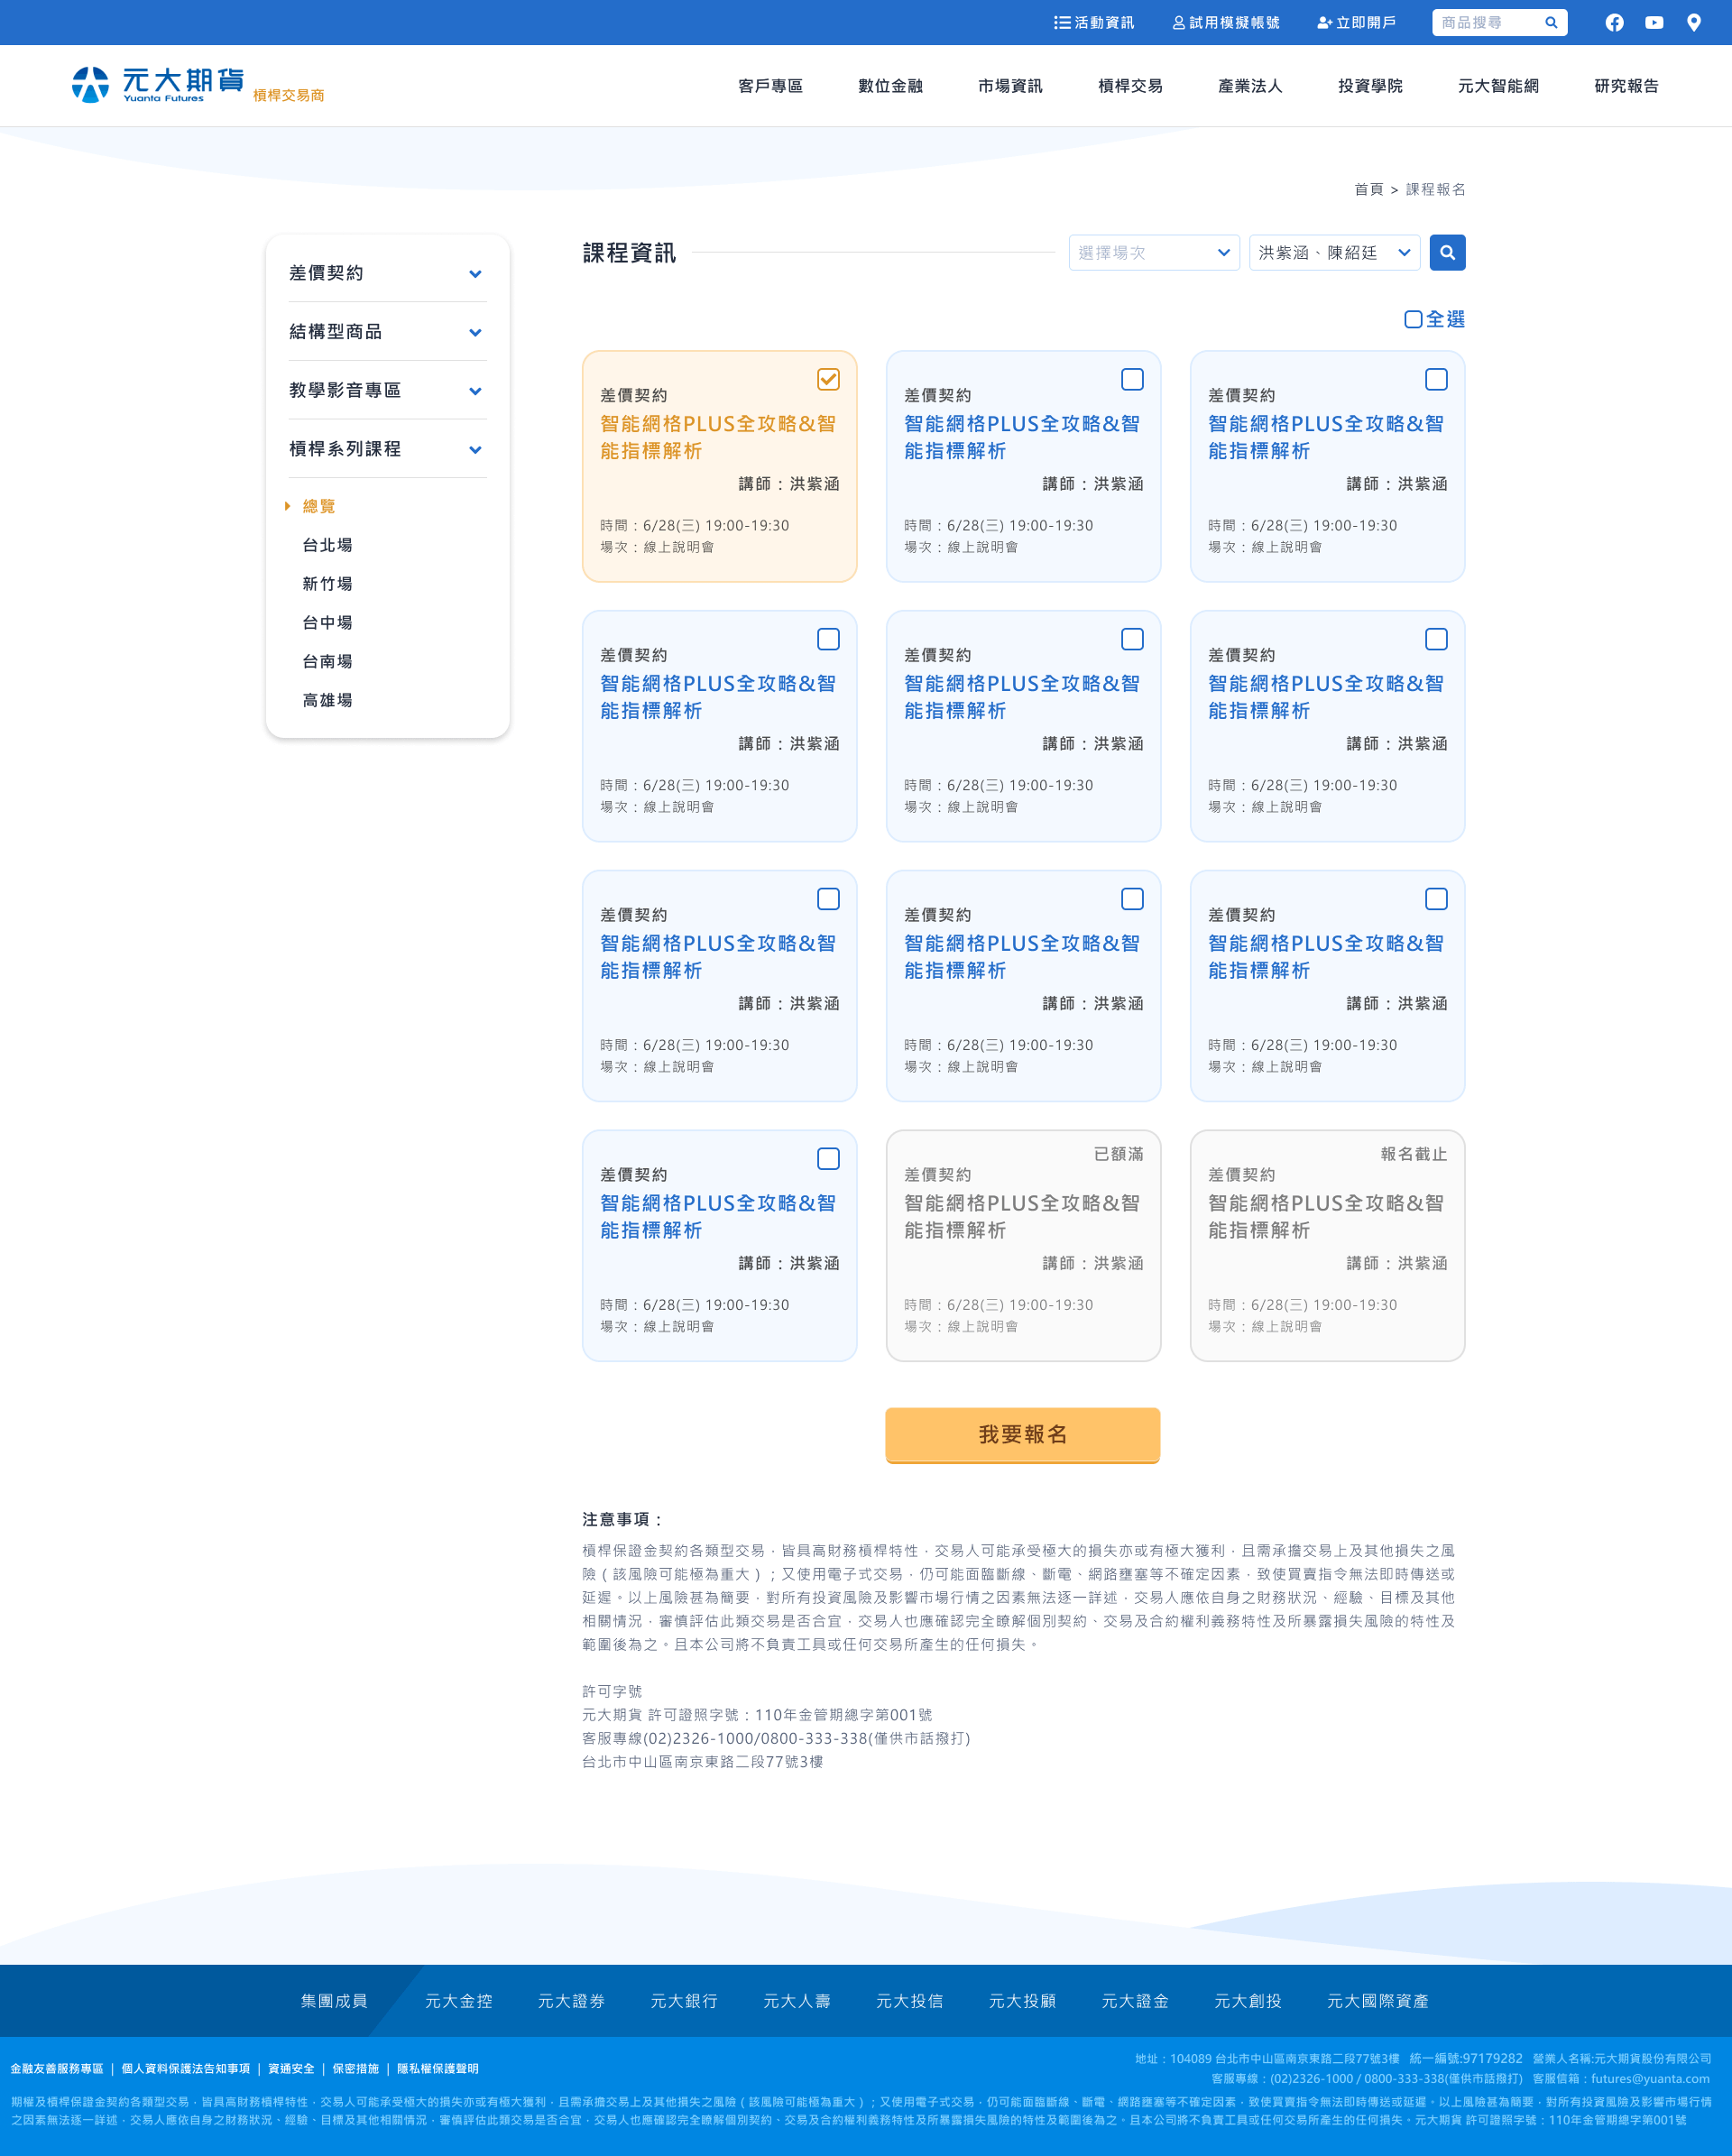 活動資訊 試用模擬帳號 立即開戶 商品搜尋
元大期貨 Yuanta Futures 槓桿交易商
客戶專區 數位金融 市場資訊 槓桿交易 產業法人 投資學院 元大智能網 研究報告
首頁 > 課程報名
差價契約
結構型商品
教學影音專區
槓桿系列課程
總覽
台北場
新竹場
台中場
台南場
高雄場
課程資訊 選擇場次 洪紫涵、陳紹廷
全選
差價契約
智能網格PLUS全攻略&智
能指標解析
講師：洪紫涵
時間：6/28(三) 19:00-19:30
場次：線上說明會
差價契約
智能網格PLUS全攻略&智
能指標解析
講師：洪紫涵
時間：6/28(三) 19:00-19:30
場次：線上說明會
差價契約
智能網格PLUS全攻略&智
能指標解析
講師：洪紫涵
時間：6/28(三) 19:00-19:30
場次：線上說明會
差價契約
智能網格PLUS全攻略&智
能指標解析
講師：洪紫涵
時間：6/28(三) 19:00-19:30
場次：線上說明會
差價契約
智能網格PLUS全攻略&智
能指標解析
講師：洪紫涵
時間：6/28(三) 19:00-19:30
場次：線上說明會
差價契約
智能網格PLUS全攻略&智
能指標解析
講師：洪紫涵
時間：6/28(三) 19:00-19:30
場次：線上說明會
差價契約
智能網格PLUS全攻略&智
能指標解析
講師：洪紫涵
時間：6/28(三) 19:00-19:30
場次：線上說明會
差價契約
智能網格PLUS全攻略&智
能指標解析
講師：洪紫涵
時間：6/28(三) 19:00-19:30
場次：線上說明會
差價契約
智能網格PLUS全攻略&智
能指標解析
講師：洪紫涵
時間：6/28(三) 19:00-19:30
場次：線上說明會
差價契約
智能網格PLUS全攻略&智
能指標解析
講師：洪紫涵
時間：6/28(三) 19:00-19:30
場次：線上說明會
已額滿
差價契約
智能網格PLUS全攻略&智
能指標解析
講師：洪紫涵
時間：6/28(三) 19:00-19:30
場次：線上說明會
報名截止
差價契約
智能網格PLUS全攻略&智
能指標解析
講師：洪紫涵
時間：6/28(三) 19:00-19:30
場次：線上說明會
我要報名
注意事項：
槓桿保證金契約各類型交易，皆具高財務槓桿特性，交易人可能承受極大的損失亦或有極大獲利，且需承擔交易上及其他損失之風
險（該風險可能極為重大）；又使用電子式交易，仍可能面臨斷線、斷電、網路壅塞等不確定因素，致使買賣指令無法即時傳送或
延遲。以上風險甚為簡要，對所有投資風險及影響市場行情之因素無法逐一詳述，交易人應依自身之財務狀況、經驗、目標及其他
相關情況，審慎評估此類交易是否合宜，交易人也應確認完全瞭解個別契約、交易及合約權利義務特性及所暴露損失風險的特性及
範圍後為之。且本公司將不負責工具或任何交易所產生的任何損失。
許可字號
元大期貨 許可證照字號：110年金管期總字第001號
客服專線(02)2326-1000/0800-333-338(僅供市話撥打)
台北市中山區南京東路二段77號3樓
集團成員 元大金控 元大證券 元大銀行 元大人壽 元大投信 元大投顧 元大證金 元大創投 元大國際資產
金融友善服務專區 | 個人資料保護法告知事項 | 資通安全 | 保密措施 | 隱私權保護聲明
地址：104089 台北市中山區南京東路二段77號3樓 統一編號:97179282 營業人名稱:元大期貨股份有限公司
客服專線：(02)2326-1000 / 0800-333-338(僅供市話撥打) 客服信箱：futures@yuanta.com
期權及槓桿保證金契約各類型交易，皆具高財務槓桿特性，交易人可能承受極大的損失亦或有極大獲利，且需承擔交易上及其他損失之風險（該風險可能極為重大）；又使用電子式交易，仍可能面臨斷線、斷電、網路壅塞等不確定因素，致使買賣指令無法即時傳送或延遲。以上風險甚為簡要，對所有投資風險及影響市場行情
之因素無法逐一詳述，交易人應依自身之財務狀況、經驗、目標及其他相關情況，審慎評估此類交易是否合宜，交易人也應確認完全瞭解個別契約、交易及合約權利義務特性及所暴露損失風險的特性及範圍後為之。且本公司將不負責工具或任何交易所產生的任何損失。元大期貨 許可證照字號：110年金管期總字第001號